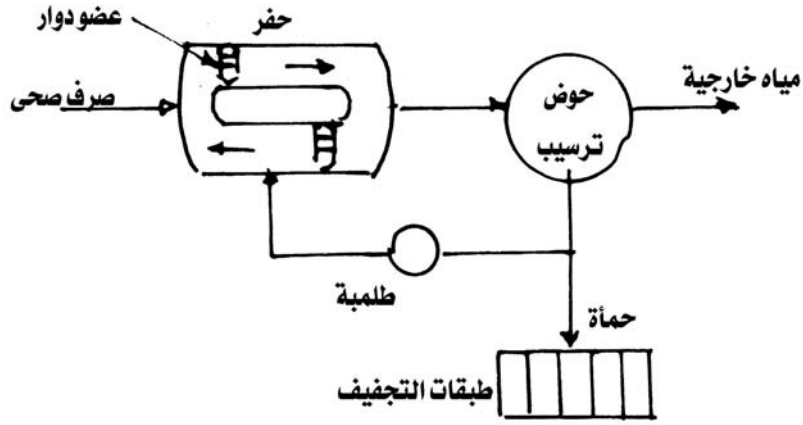 حفر
عضو دوار
صرف صحى
حوض
ترسيب
مياه خارجية
طلمبة
حمأة
طبقات التجفيف